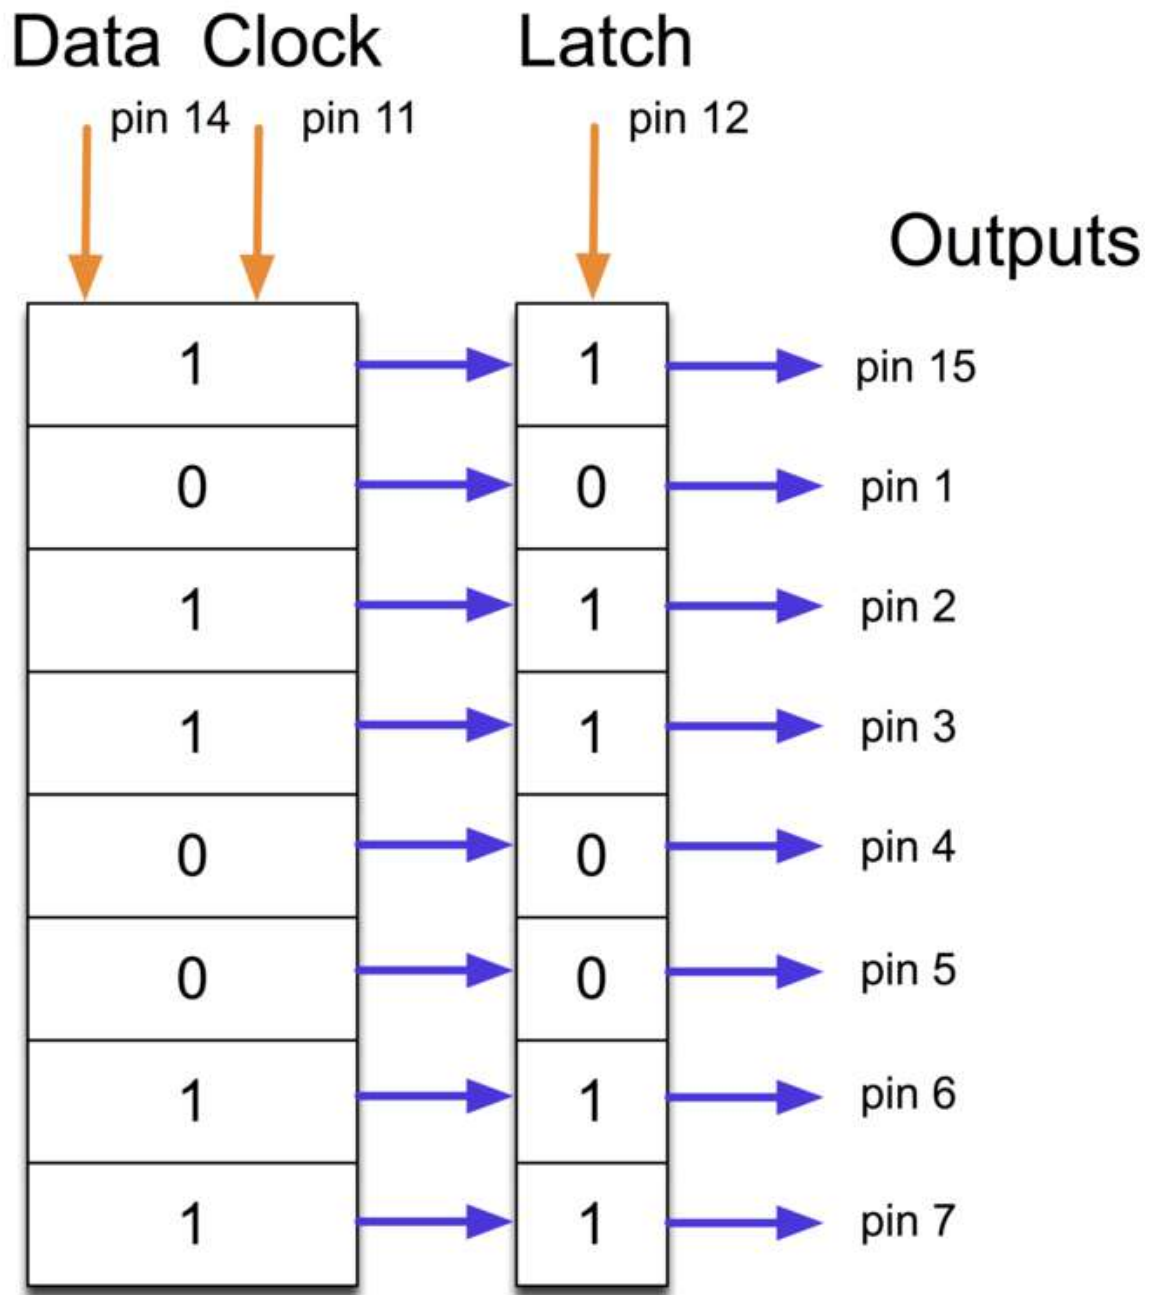 Data Clock Latch
pin 14 pin 11 pin 12
Outputs
1 1 pin 15
0 0 pin 1
1 1 pin 2
1 1 pin 3
0 0 pin 4
0 0 pin 5
1 1 pin 6
1 1 pin 7